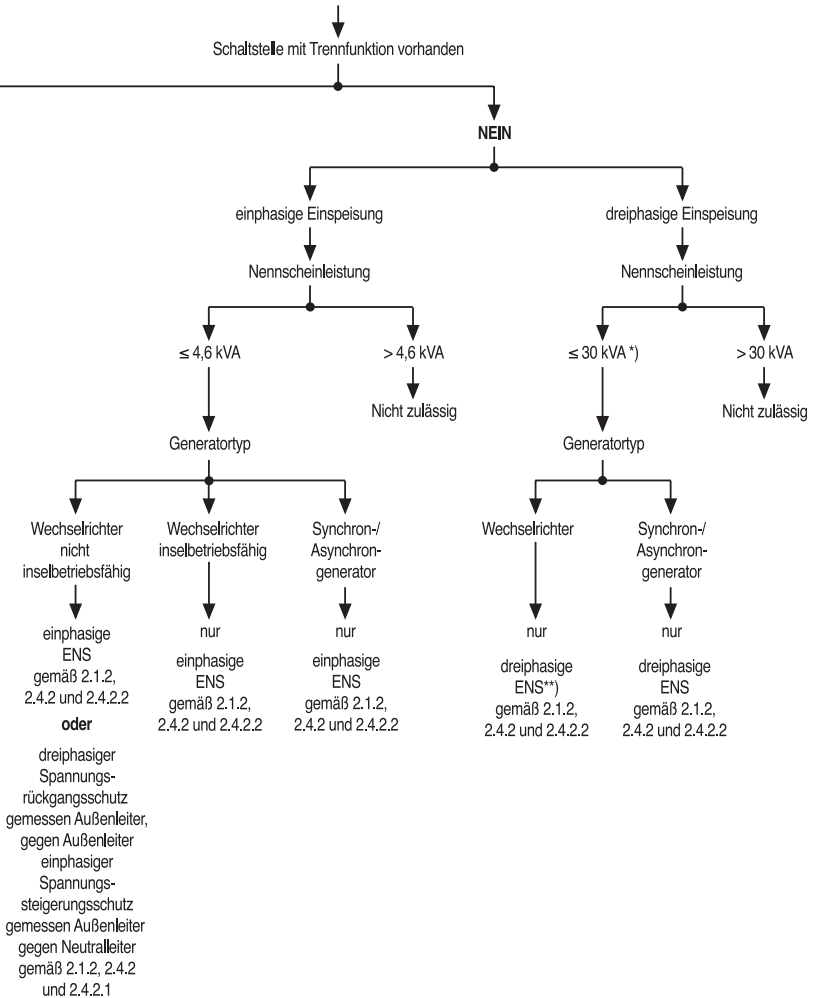 Schaltstelle mit Trennfunktion vorhanden
NEIN
einphasige Einspeisung
dreiphasige Einspeisung
Nennscheinleistung
Nennscheinleistung
≤ 4,6 kVA
> 4,6 kVA
≤ 30 kVA *)
> 30 kVA
Nicht zulässig
Nicht zulässig
Generatortyp
Generatortyp
Wechselrichter
nicht
inselbetriebsfähig
Wechselrichter
inselbetriebsfähig
Synchron-/
Asynchron-
generator
Wechselrichter
Synchron-/
Asynchron-
generator
einphasige
ENS
gemäß 2.1.2,
2.4.2 und 2.4.2.2
oder
dreiphasiger
Spannungs-
rückgangsschutz
gemessen Außenleiter,
gegen Außenleiter
einphasiger
Spannungs-
steigerungsschutz
gemessen Außenleiter
gegen Neutralleiter
gemäß 2.1.2, 2.4.2
und 2.4.2.1
nur
einphasige
ENS
gemäß 2.1.2,
2.4.2 und 2.4.2.2
nur
einphasige
ENS
gemäß 2.1.2,
2.4.2 und 2.4.2.2
nur
dreiphasige
ENS**)
gemäß 2.1.2,
2.4.2 und 2.4.2.2
nur
dreiphasige
ENS
gemäß 2.1.2,
2.4.2 und 2.4.2.2